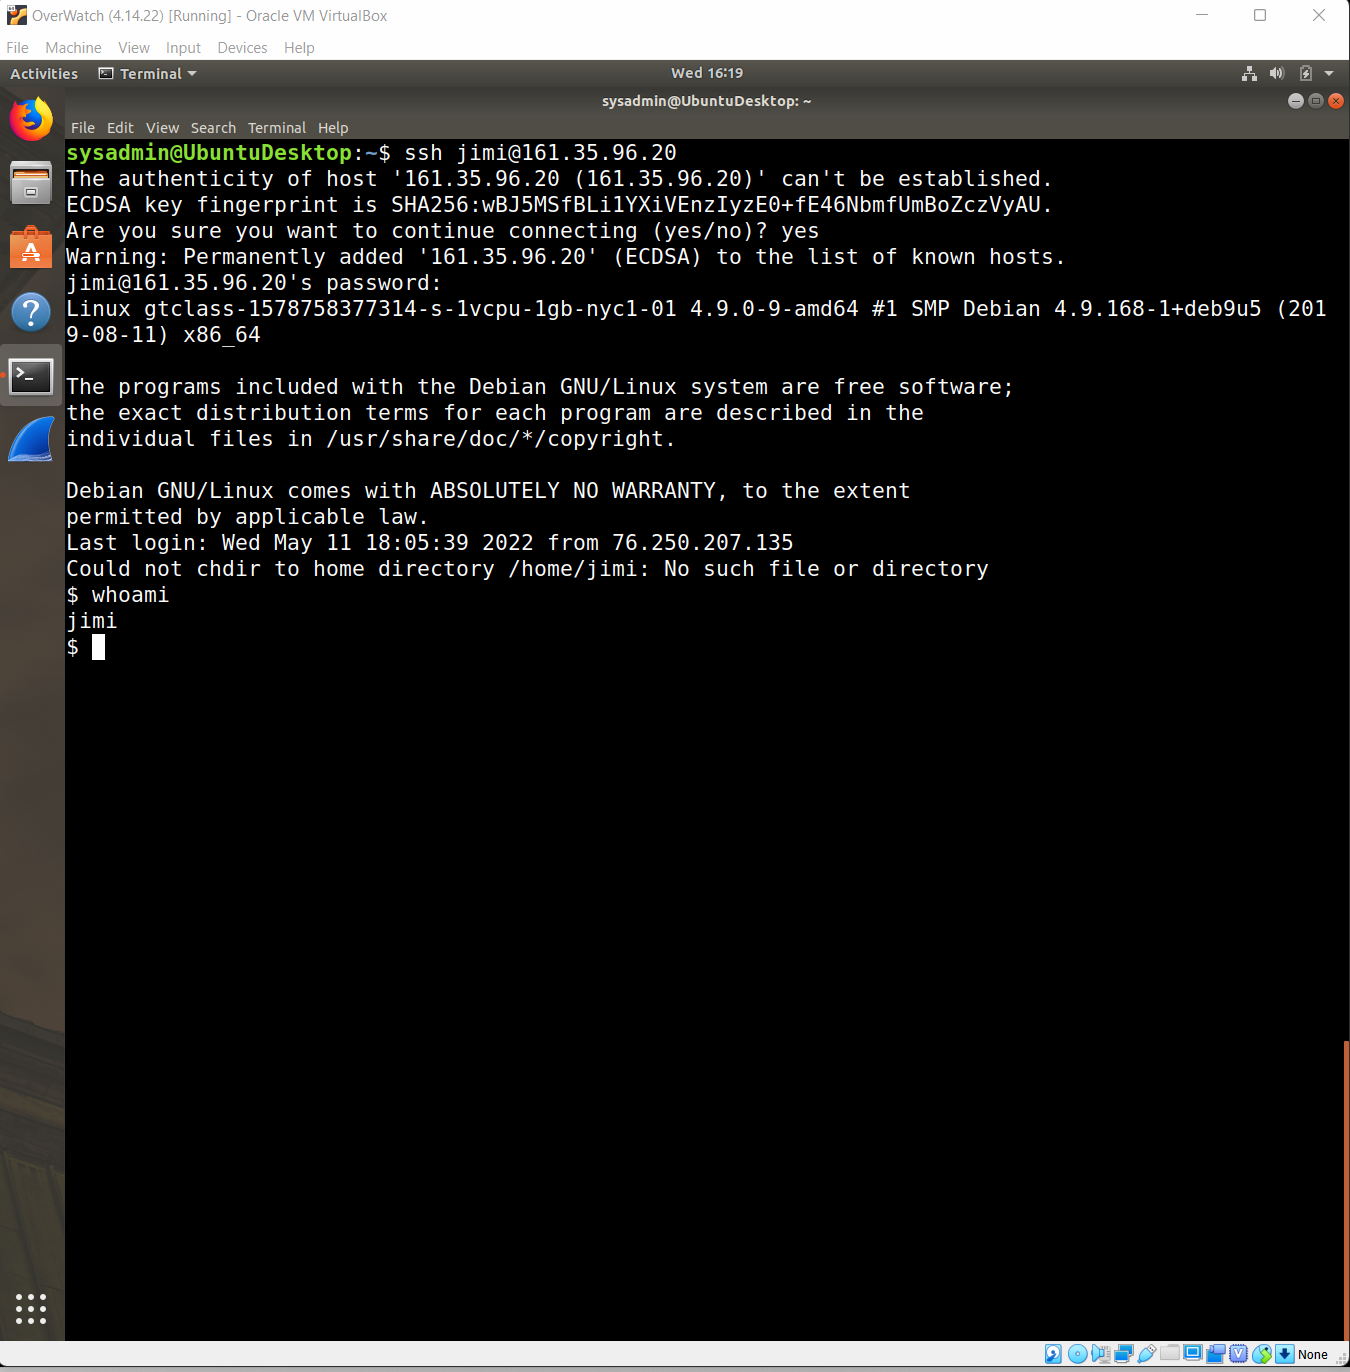 OverWatch (4.14.22) [Running] - Oracle VM VirtualBox
File Machine View Input Devices Help
Activities Terminal Wed 16:19
sysadmin@UbuntuDesktop: ~
File Edit View Search Terminal Help
sysadmin@UbuntuDesktop:~$ ssh jimi@161.35.96.20
The authenticity of host '161.35.96.20 (161.35.96.20)' can't be established.
ECDSA key fingerprint is SHA256:wBJ5MSfBLi1YXiVEnzIyzE0+fE46NbmfUmBoZczVyAU.
Are you sure you want to continue connecting (yes/no)? yes
Warning: Permanently added '161.35.96.20' (ECDSA) to the list of known hosts.
jimi@161.35.96.20's password:
Linux gtclass-1578758377314-s-1vcpu-1gb-nyc1-01 4.9.0-9-amd64 #1 SMP Debian 4.9.168-1+deb9u5 (201
9-08-11) x86_64
The programs included with the Debian GNU/Linux system are free software;
the exact distribution terms for each program are described in the
individual files in /usr/share/doc/*/copyright.
Debian GNU/Linux comes with ABSOLUTELY NO WARRANTY, to the extent
permitted by applicable law.
Last login: Wed May 11 18:05:39 2022 from 76.250.207.135
Could not chdir to home directory /home/jimi: No such file or directory
$ whoami
jimi
$
None